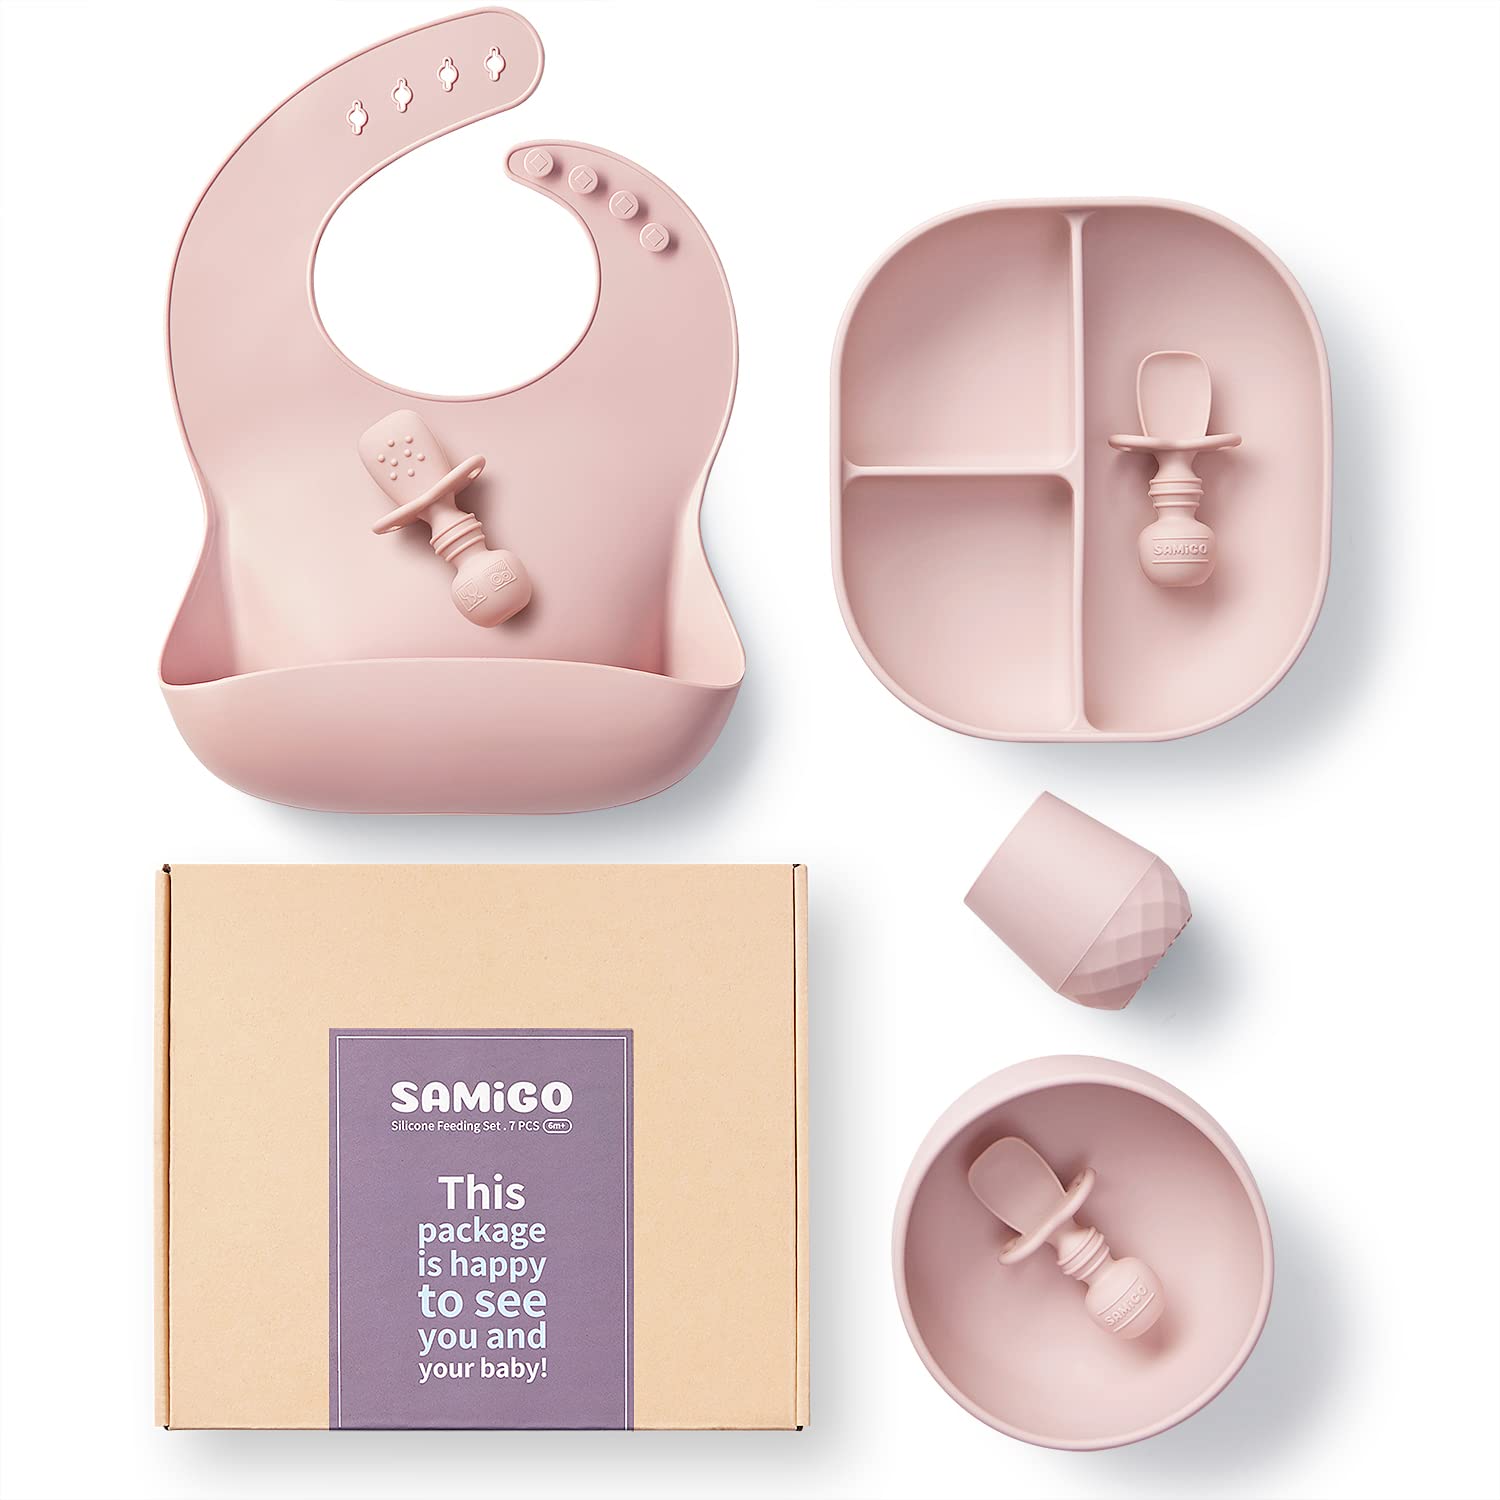 SAMiGO
SAMiGO
Silicone Feeding Set . 7 PCS 6m+
This
package
is happy
to see
you and
your baby!
SAMiGO